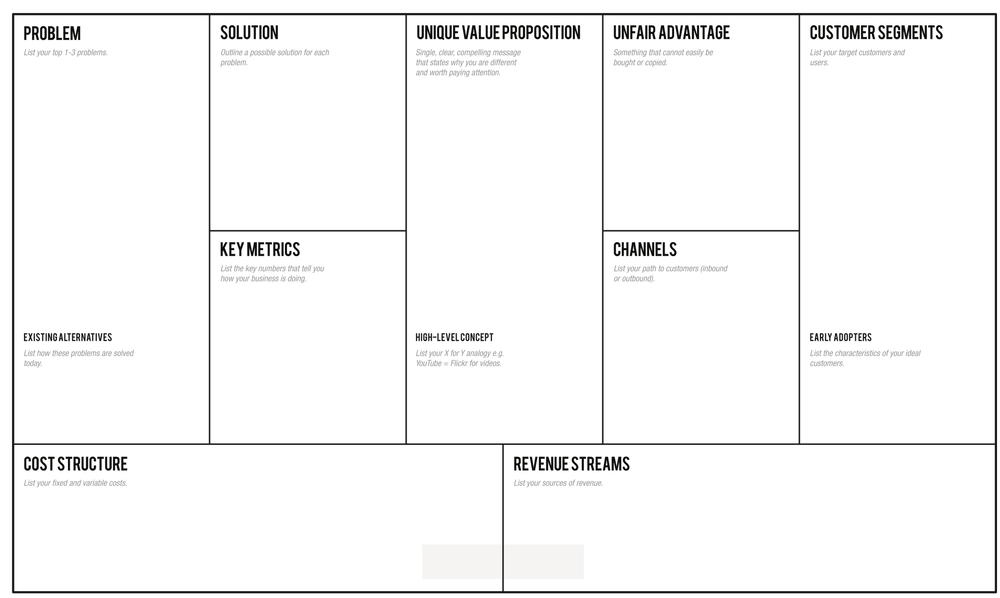 PROBLEM
List your top 1-3 problems.
EXISTING ALTERNATIVES
List how these problems are solved
today.
SOLUTION
Outline a possible solution for each
problem.
KEY METRICS
List the key numbers that tell you
how your business is doing.
UNIQUE VALUE PROPOSITION
Single, clear, compelling message
that states why you are different
and worth paying attention.
HIGH-LEVEL CONCEPT
List your X for Y analogy e.g.
YouTube = Flickr for videos.
UNFAIR ADVANTAGE
Something that cannot easily be
bought or copied.
CHANNELS
List your path to customers (inbound
or outbound).
CUSTOMER SEGMENTS
List your target customers and
users.
EARLY ADOPTERS
List the characteristics of your ideal
customers.
COST STRUCTURE
List your fixed and variable costs.
REVENUE STREAMS
List your sources of revenue.